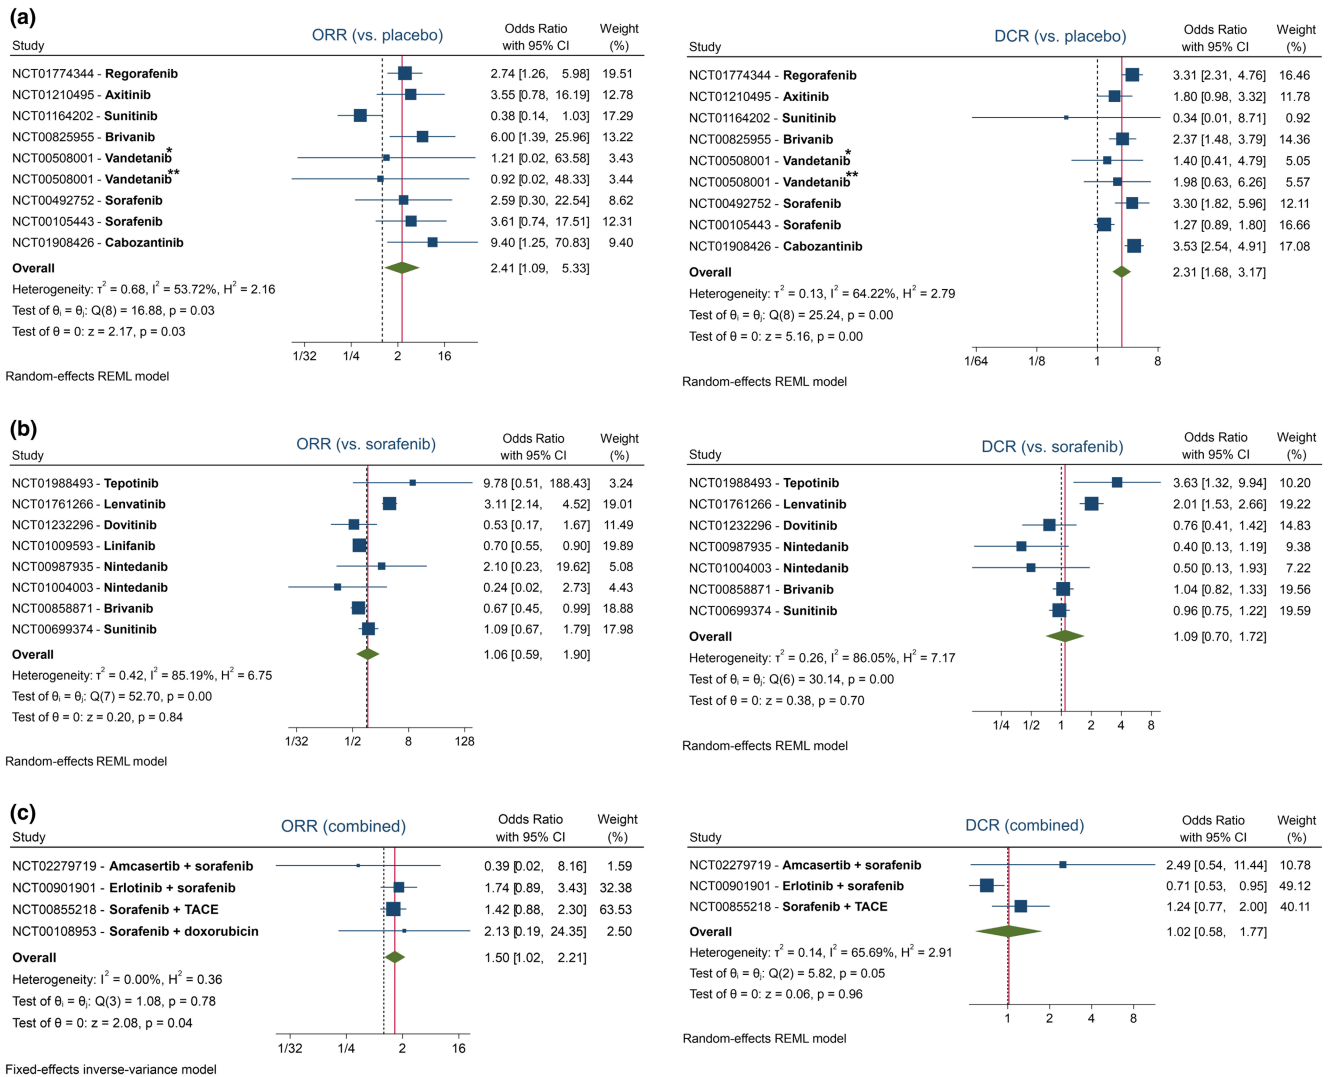 (a)
ORR (vs. placebo)
Odds Ratio Weight
Study with 95% CI (%)
NCT01774344 - Regorafenib 2.74 [1.26, 5.98] 19.51
NCT01210495 - Axitinib 3.55 [0.78, 16.19] 12.78
NCT01164202 - Sunitinib 0.38 [0.14, 1.03] 17.29
NCT00825955 - Brivanib 6.00 [1.39, 25.96] 13.22
NCT00508001 - Vandetanib* 1.21 [0.02, 63.58] 3.43
NCT00508001 - Vandetanib** 0.92 [0.02, 48.33] 3.44
NCT00492752 - Sorafenib 2.59 [0.30, 22.54] 8.62
NCT00105443 - Sorafenib 3.61 [0.74, 17.51] 12.31
NCT01908426 - Cabozantinib 9.40 [1.25, 70.83] 9.40
Overall 2.41 [1.09, 5.33]
Heterogeneity: τ² = 0.68, I² = 53.72%, H² = 2.16
Test of θᵢ = θⱼ: Q(8) = 16.88, p = 0.03
Test of θ = 0: z = 2.17, p = 0.03
1/32 1/4 2 16
Random-effects REML model
DCR (vs. placebo)
Odds Ratio Weight
Study with 95% CI (%)
NCT01774344 - Regorafenib 3.31 [2.31, 4.76] 16.46
NCT01210495 - Axitinib 1.80 [0.98, 3.32] 11.78
NCT01164202 - Sunitinib 0.34 [0.01, 8.71] 0.92
NCT00825955 - Brivanib 2.37 [1.48, 3.79] 14.36
NCT00508001 - Vandetanib* 1.40 [0.41, 4.79] 5.05
NCT00508001 - Vandetanib** 1.98 [0.63, 6.26] 5.57
NCT00492752 - Sorafenib 3.30 [1.82, 5.96] 12.11
NCT00105443 - Sorafenib 1.27 [0.89, 1.80] 16.66
NCT01908426 - Cabozantinib 3.53 [2.54, 4.91] 17.08
Overall 2.31 [1.68, 3.17]
Heterogeneity: τ² = 0.13, I² = 64.22%, H² = 2.79
Test of θᵢ = θⱼ: Q(8) = 25.24, p = 0.00
Test of θ = 0: z = 5.16, p = 0.00
1/64 1/8 1 8
Random-effects REML model
(b)
ORR (vs. sorafenib)
Odds Ratio Weight
Study with 95% CI (%)
NCT01988493 - Tepotinib 9.78 [0.51, 188.43] 3.24
NCT01761266 - Lenvatinib 3.11 [2.14, 4.52] 19.01
NCT01232296 - Dovitinib 0.53 [0.17, 1.67] 11.49
NCT01009593 - Linifanib 0.70 [0.55, 0.90] 19.89
NCT00987935 - Nintedanib 2.10 [0.23, 19.62] 5.08
NCT01004003 - Nintedanib 0.24 [0.02, 2.73] 4.43
NCT00858871 - Brivanib 0.67 [0.45, 0.99] 18.88
NCT00699374 - Sunitinib 1.09 [0.67, 1.79] 17.98
Overall 1.06 [0.59, 1.90]
Heterogeneity: τ² = 0.42, I² = 85.19%, H² = 6.75
Test of θᵢ = θⱼ: Q(7) = 52.70, p = 0.00
Test of θ = 0: z = 0.20, p = 0.84
1/32 1/2 8 128
Random-effects REML model
DCR (vs. sorafenib)
Odds Ratio Weight
Study with 95% CI (%)
NCT01988493 - Tepotinib 3.63 [1.32, 9.94] 10.20
NCT01761266 - Lenvatinib 2.01 [1.53, 2.66] 19.22
NCT01232296 - Dovitinib 0.76 [0.41, 1.42] 14.83
NCT00987935 - Nintedanib 0.40 [0.13, 1.19] 9.38
NCT01004003 - Nintedanib 0.50 [0.13, 1.93] 7.22
NCT00858871 - Brivanib 1.04 [0.82, 1.33] 19.56
NCT00699374 - Sunitinib 0.96 [0.75, 1.22] 19.59
Overall 1.09 [0.70, 1.72]
Heterogeneity: τ² = 0.26, I² = 86.05%, H² = 7.17
Test of θᵢ = θⱼ: Q(6) = 30.14, p = 0.00
Test of θ = 0: z = 0.38, p = 0.70
1/4 1/2 1 2 4 8
Random-effects REML model
(c)
ORR (combined)
Odds Ratio Weight
Study with 95% CI (%)
NCT02279719 - Amcasertib + sorafenib 0.39 [0.02, 8.16] 1.59
NCT00901901 - Erlotinib + sorafenib 1.74 [0.89, 3.43] 32.38
NCT00855218 - Sorafenib + TACE 1.42 [0.88, 2.30] 63.53
NCT00108953 - Sorafenib + doxorubicin 2.13 [0.19, 24.35] 2.50
Overall 1.50 [1.02, 2.21]
Heterogeneity: I² = 0.00%, H² = 0.36
Test of θᵢ = θⱼ: Q(3) = 1.08, p = 0.78
Test of θ = 0: z = 2.08, p = 0.04
1/32 1/4 2 16
Fixed-effects inverse-variance model
DCR (combined)
Odds Ratio Weight
Study with 95% CI (%)
NCT02279719 - Amcasertib + sorafenib 2.49 [0.54, 11.44] 10.78
NCT00901901 - Erlotinib + sorafenib 0.71 [0.53, 0.95] 49.12
NCT00855218 - Sorafenib + TACE 1.24 [0.77, 2.00] 40.11
Overall 1.02 [0.58, 1.77]
Heterogeneity: τ² = 0.14, I² = 65.69%, H² = 2.91
Test of θᵢ = θⱼ: Q(2) = 5.82, p = 0.05
Test of θ = 0: z = 0.06, p = 0.96
1 2 4 8
Random-effects REML model